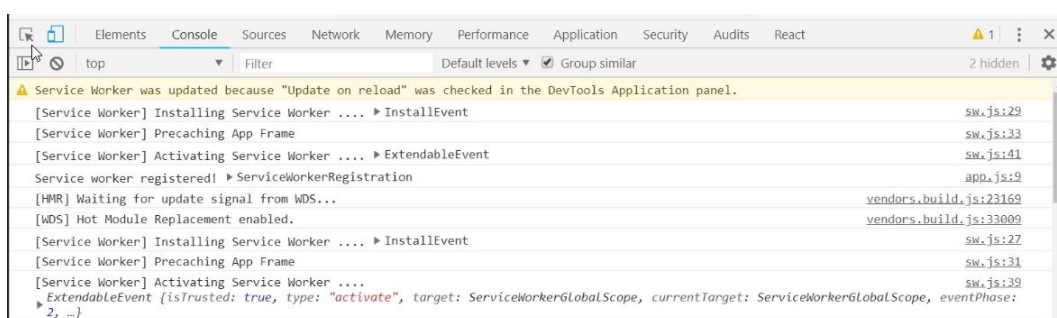 Elements Console Sources Network Memory Performance Application Security Audits React 1
top Filter Default levels Group similar 2 hidden
Service Worker was updated because "Update on reload" was checked in the DevTools Application panel.
[Service Worker] Installing Service Worker .... InstallEvent sw.js:29
[Service Worker] Precaching App Frame sw.js:33
[Service Worker] Activating Service Worker .... ExtendableEvent sw.js:41
Service worker registered! ServiceWorkerRegistration app.js:9
[HMR] Waiting for update signal from WDS... vendors.build.js:23169
[WDS] Hot Module Replacement enabled. vendors.build.js:33009
[Service Worker] Installing Service Worker .... InstallEvent sw.js:27
[Service Worker] Precaching App Frame sw.js:31
[Service Worker] Activating Service Worker .... sw.js:39
ExtendableEvent {isTrusted: true, type: "activate", target: ServiceWorkerGlobalScope, currentTarget: ServiceWorkerGlobalScope, eventPhase:
2, …}